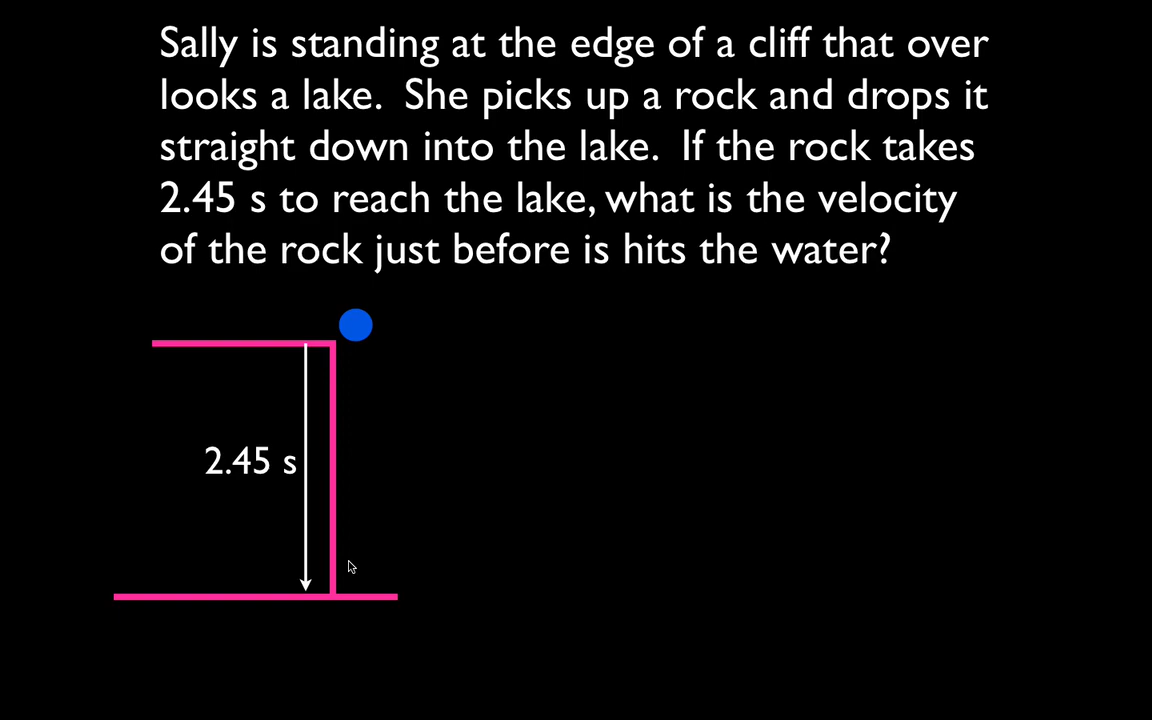 Sally is standing at the edge of a cliff that over
looks a lake.  She picks up a rock and drops it
straight down into the lake.  If the rock takes
2.45 s to reach the lake, what is the velocity
of the rock just before is hits the water?
2.45 s